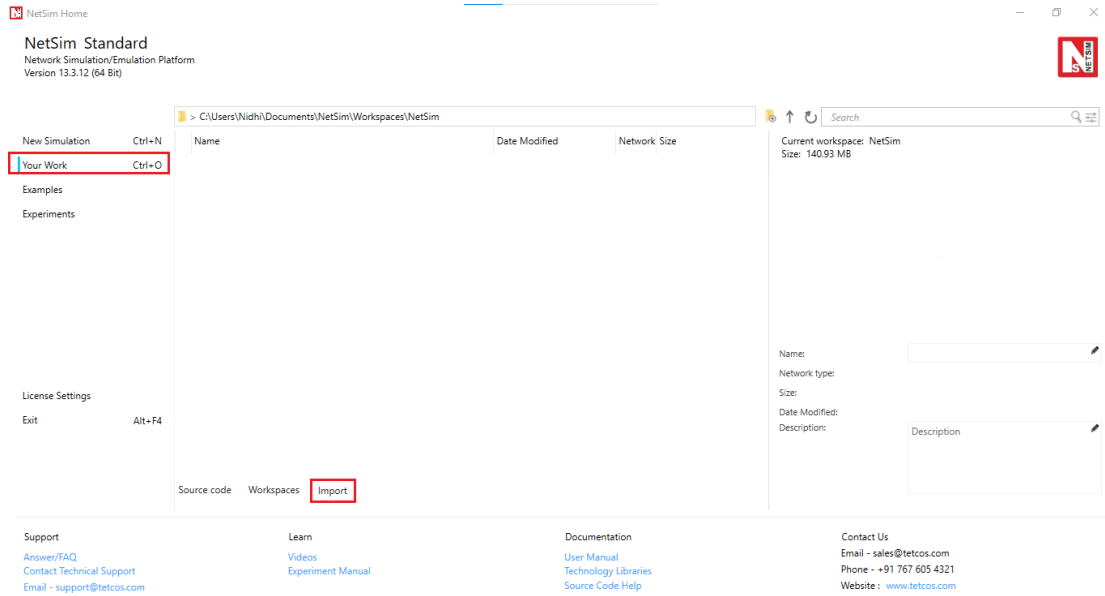 NetSim Home
NetSim Standard
Network Simulation/Emulation Platform
Version 13.3.12 (64 Bit)
NETSIM
> C:\Users\Nidhi\Documents\NetSim\Workspaces\NetSim
Search
New Simulation Ctrl+N
Your Work Ctrl+O
Examples
Experiments
License Settings
Exit Alt+F4
Name Date Modified Network Size
Current workspace: NetSim
Size: 140.93 MB
Name:
Network type:
Size:
Date Modified:
Description:
Description
Source code Workspaces Import
Support
Answer/FAQ
Contact Technical Support
Email - support@tetcos.com
Learn
Videos
Experiment Manual
Documentation
User Manual
Technology Libraries
Source Code Help
Contact Us
Email - sales@tetcos.com
Phone - +91 767 605 4321
Website : www.tetcos.com